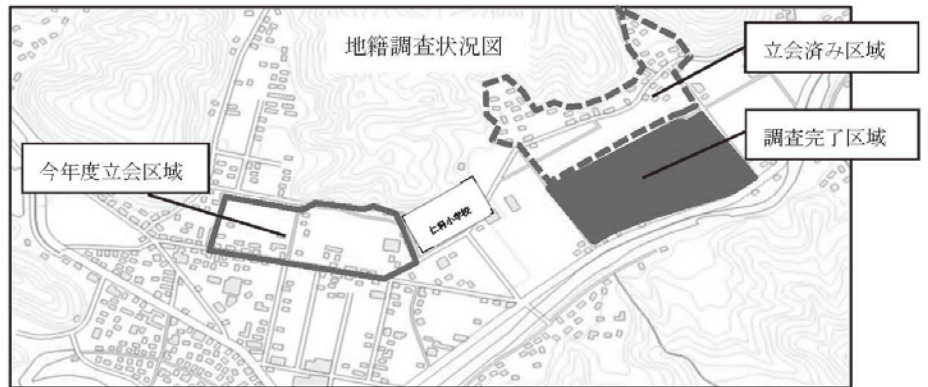 地籍調査状況図
立会済み区域
調査完了区域
今年度立会区域
仁科小学校